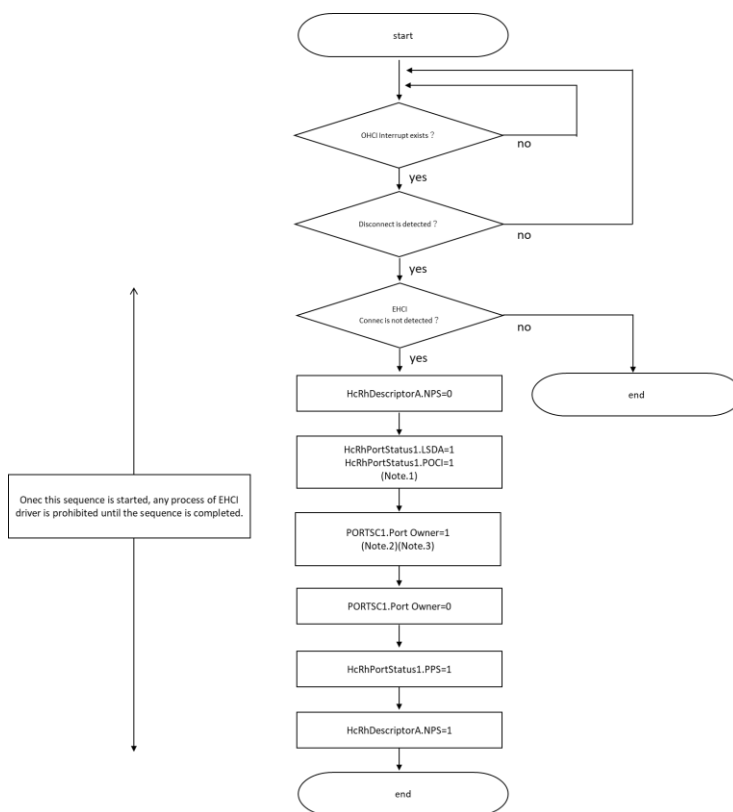 start
OHCI Interrupt exists？
no
yes
Disconnect is detected？
no
yes
EHCI
Connec is not detected？
no
yes
HcRhDescriptorA.NPS=0
end
HcRhPortStatus1.LSDA=1
HcRhPortStatus1.POCI=1
(Note.1)
Onec this sequence is started, any process of EHCI
driver is prohibited until the sequence is completed.
PORTSC1.Port Owner=1
(Note.2)(Note.3)
PORTSC1.Port Owner=0
HcRhPortStatus1.PPS=1
HcRhDescriptorA.NPS=1
end